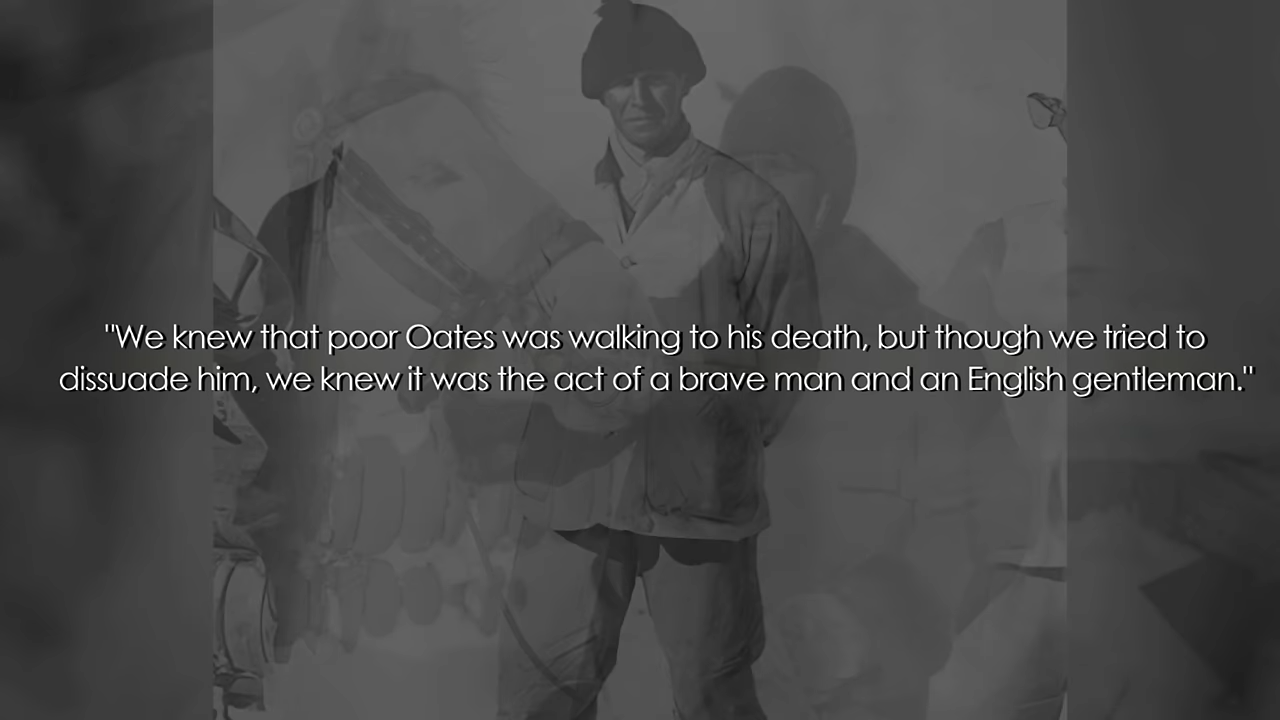 "We knew that poor Oates was walking to his death, but though we tried to
dissuade him, we knew it was the act of a brave man and an English gentleman."